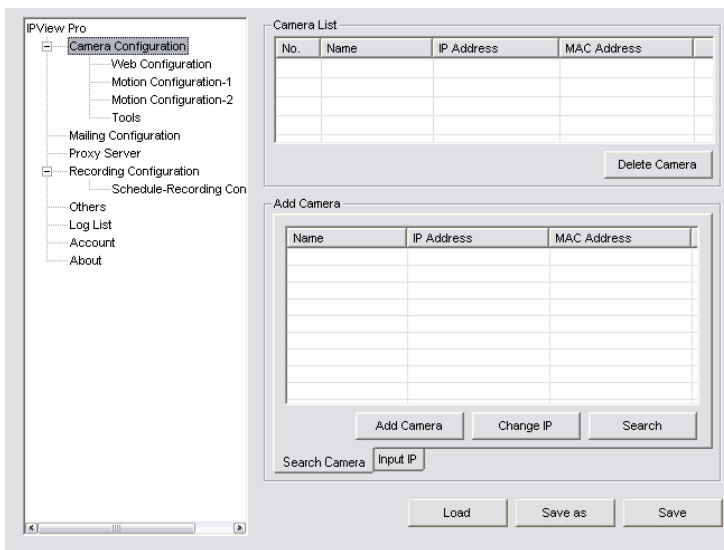 IPView Pro
Camera Configuration
Web Configuration
Motion Configuration-1
Motion Configuration-2
Tools
Mailing Configuration
Proxy Server
Recording Configuration
Schedule-Recording Con
Others
Log List
Account
About
Camera List
No. Name IP Address MAC Address
Delete Camera
Add Camera
Name IP Address MAC Address
Add Camera Change IP Search
Search Camera Input IP
Load Save as Save